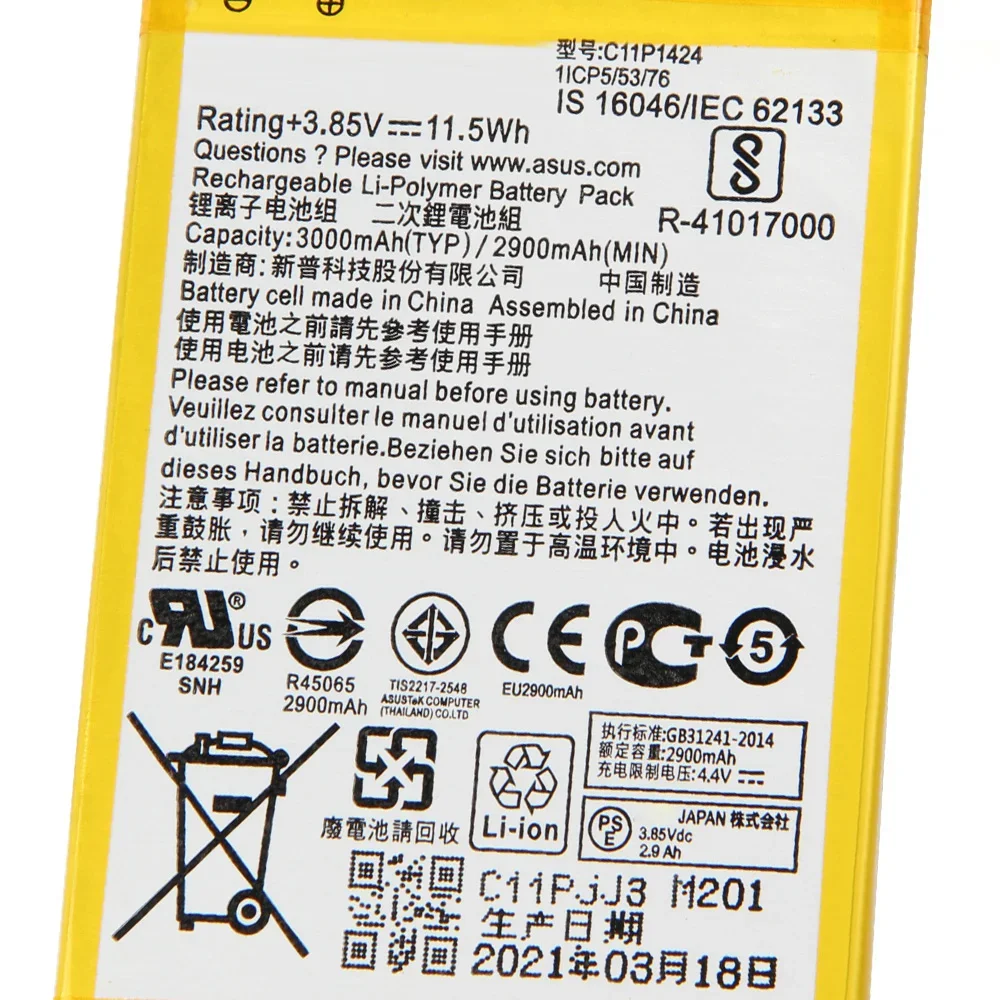 型号:C11P1424
1ICP5/53/76
IS 16046/IEC 62133
Rating+3.85V⎓11.5Wh
Questions ? Please visit www.asus.com
Rechargeable Li-Polymer Battery Pack
R-41017000
锂离子电池组 二次鋰電池組
Capacity:3000mAh(TYP)/2900mAh(MIN)
制造商:新普科技股份有限公司 中国制造
Battery cell made in China Assembled in China
使用電池之前請先參考使用手册
使用电池之前请先参考使用手册
Please refer to manual before using battery.
Veuillez consulter le manuel d'utilisation avant
d'utiliser la batterie.Beziehen Sie sich bitte auf
dieses Handbuch, bevor Sie die Batterie verwenden.
注意事项：禁止拆解、撞击、挤压或投入火中。若出现严
重鼓胀，请勿继续使用。请勿置于高温环境中。电池浸水
后禁止使用。
c RU® US
E184259
SNH
R45065
2900mAh
TIS2217-2548
ASUSTeK COMPUTER
(THAILAND) CO.LTD
CE
EU2900mAh
PCT
5
执行标准:GB31241-2014
额定容量:2900mAh
充电限制电压:4.4V⎓
廢電池請回收
Li-ion
PS
E
JAPAN 株式会社
3.85Vdc
2.9 Ah
M201
生产日期
2021年03月18日